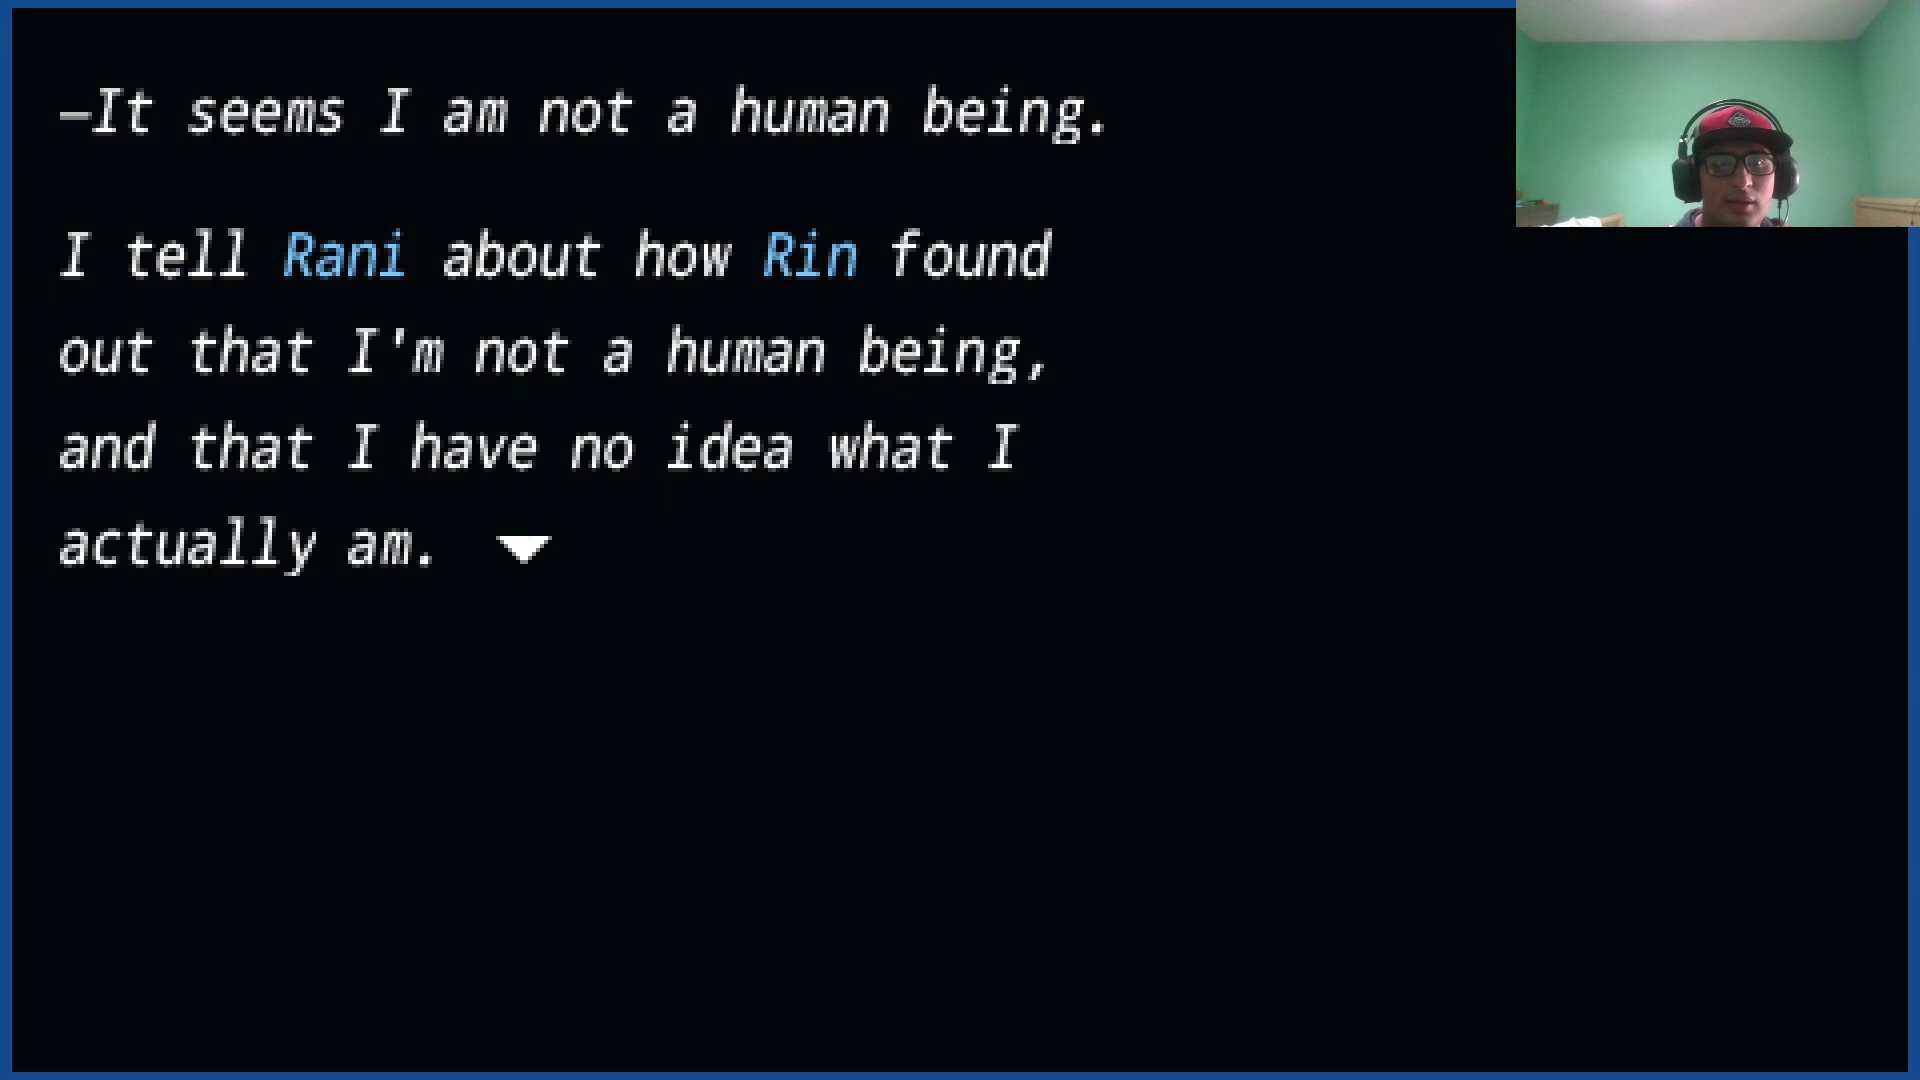 —It seems I am not a human being.
I tell Rani about how Rin found
out that I'm not a human being,
and that I have no idea what I
actually am.